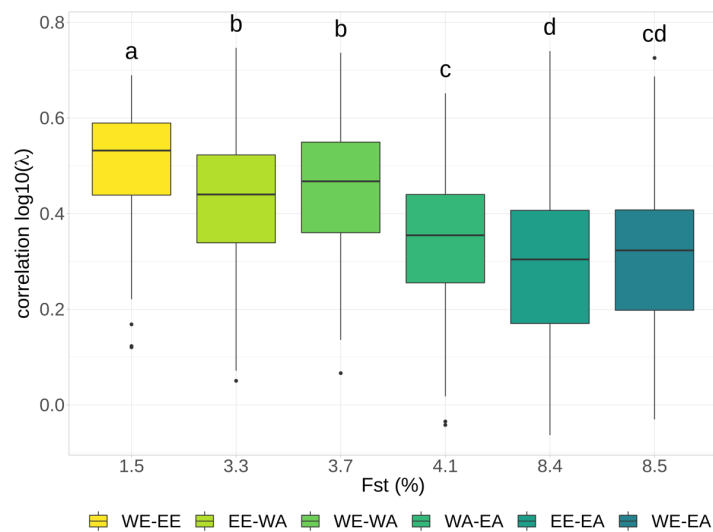 0.8
0.6
0.4
0.2
0.0
correlation log10(λ)
a
b
b
c
d
cd
1.5 3.3 3.7 4.1 8.4 8.5
Fst (%)
WE-EE EE-WA WE-WA WA-EA EE-EA WE-EA